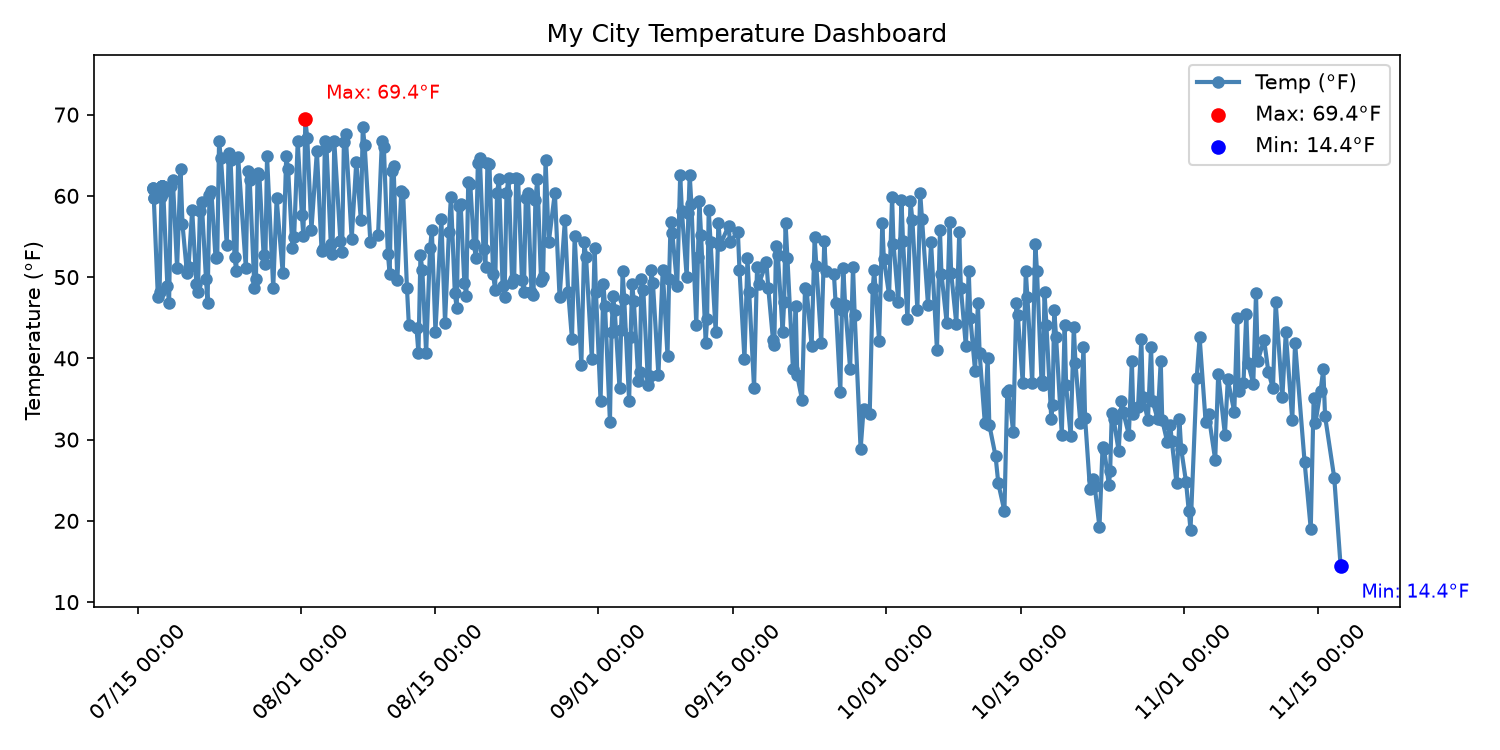 My City Temperature Dashboard
Temperature (°F)
70
60
50
40
30
20
10
Max: 69.4°F
Temp (°F)
Max: 69.4°F
Min: 14.4°F
Min: 14.4°F
07/15 00:00
08/01 00:00
08/15 00:00
09/01 00:00
09/15 00:00
10/01 00:00
10/15 00:00
11/01 00:00
11/15 00:00